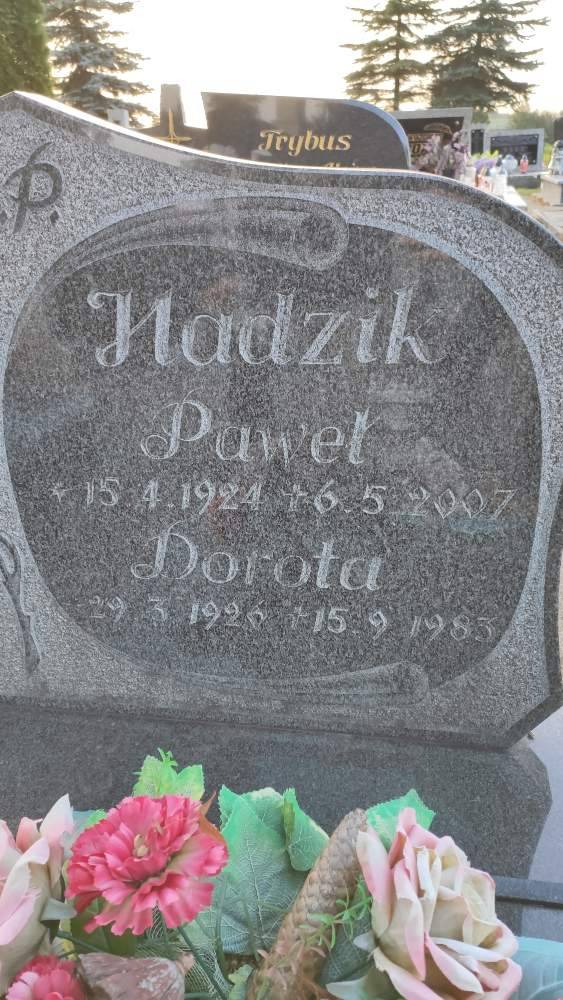 Trybus
.P.
Hadzik
Paweł
* 15.4.1924 +6.5.2007
Dorota
29.3.1926 +15.9.1983